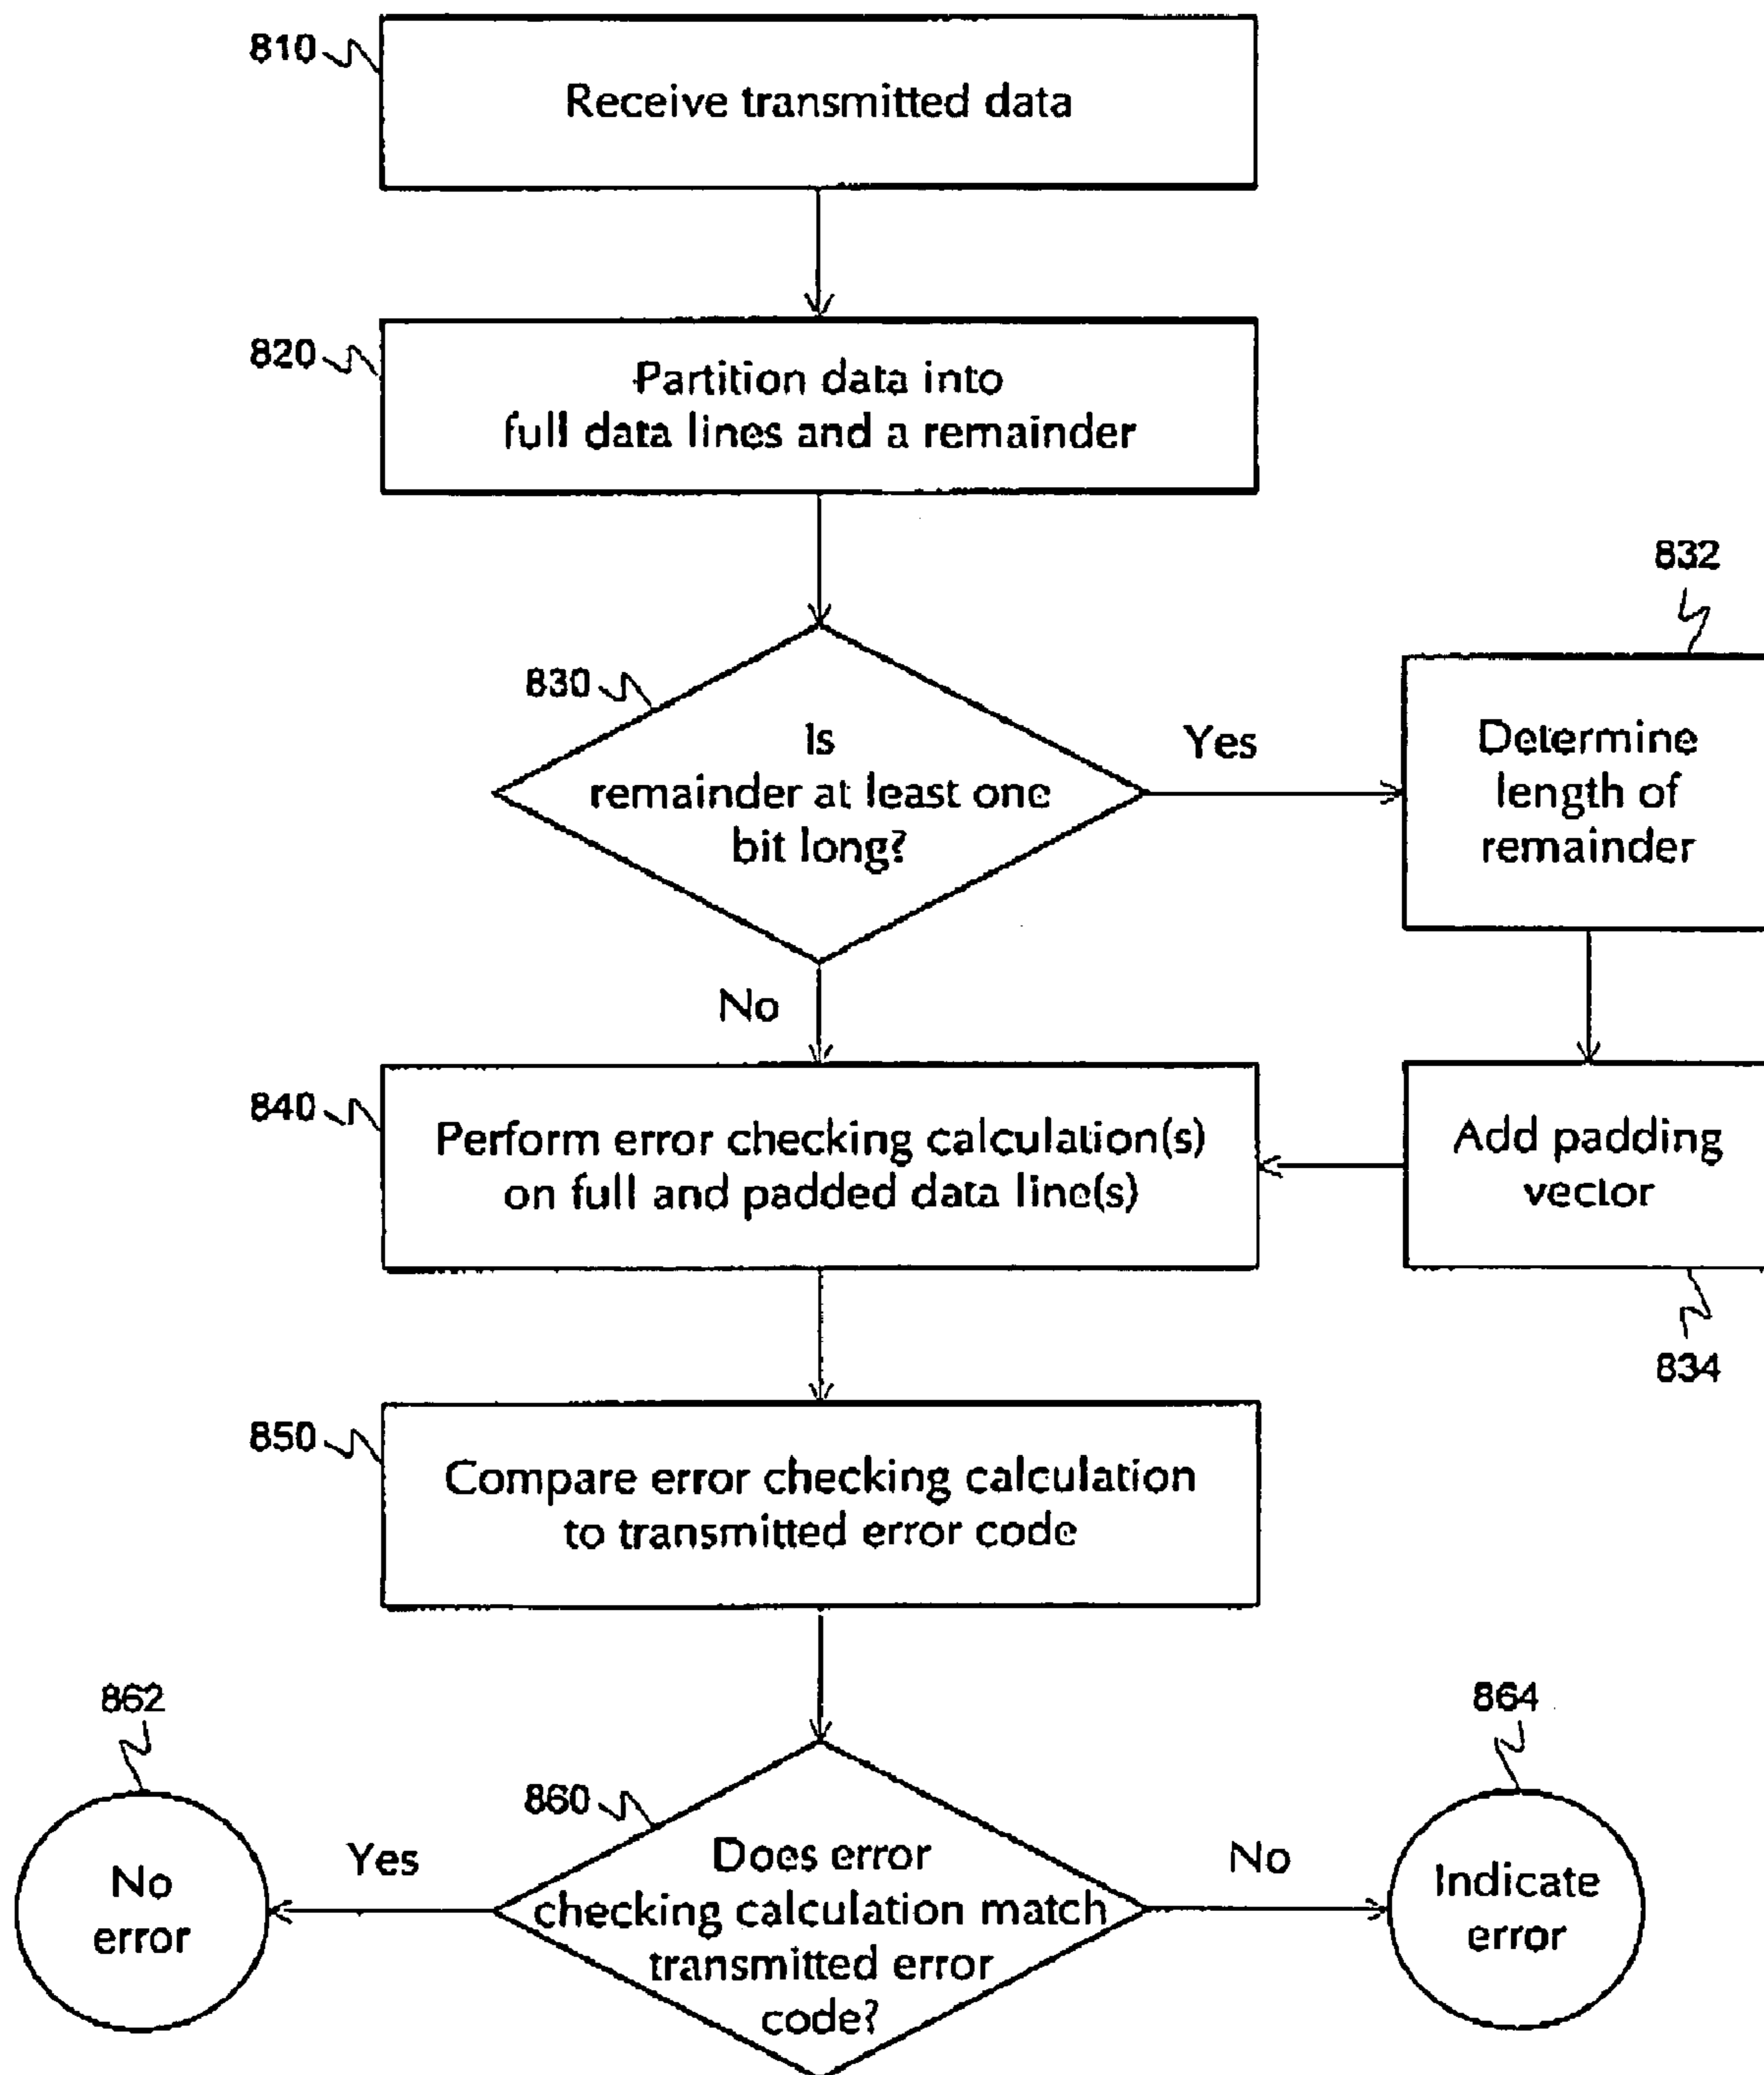 810
Receive transmitted data
820
Partition data into
full data lines and a remainder
832
830
Is
remainder at least one
bit long?
Yes
Determine
length of
remainder
No
840
Perform error checking calculation(s)
on full and padded data line(s)
Add padding
vector
834
850
Compare error checking calculation
to transmitted error code
862
864
860
Does error
checking calculation match
transmitted error
code?
Yes
No
error
No
Indicate
error